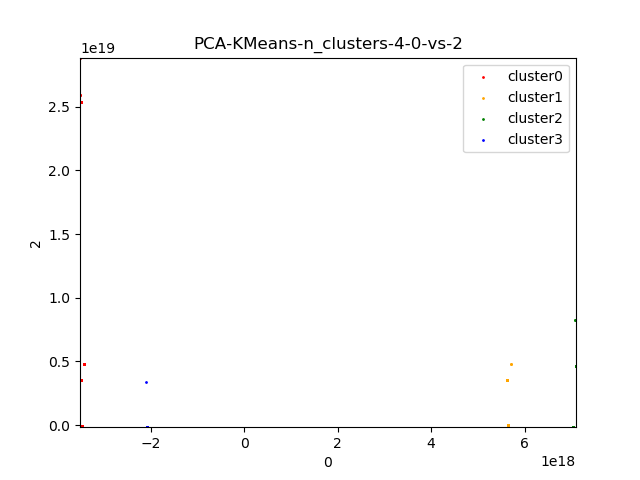 PCA-KMeans-n_clusters-4-0-vs-2
1e19
cluster0
cluster1
cluster2
cluster3
2.5
2.0
1.5
1.0
0.5
0.0
2
−2
0
2
4
6
1e18
0